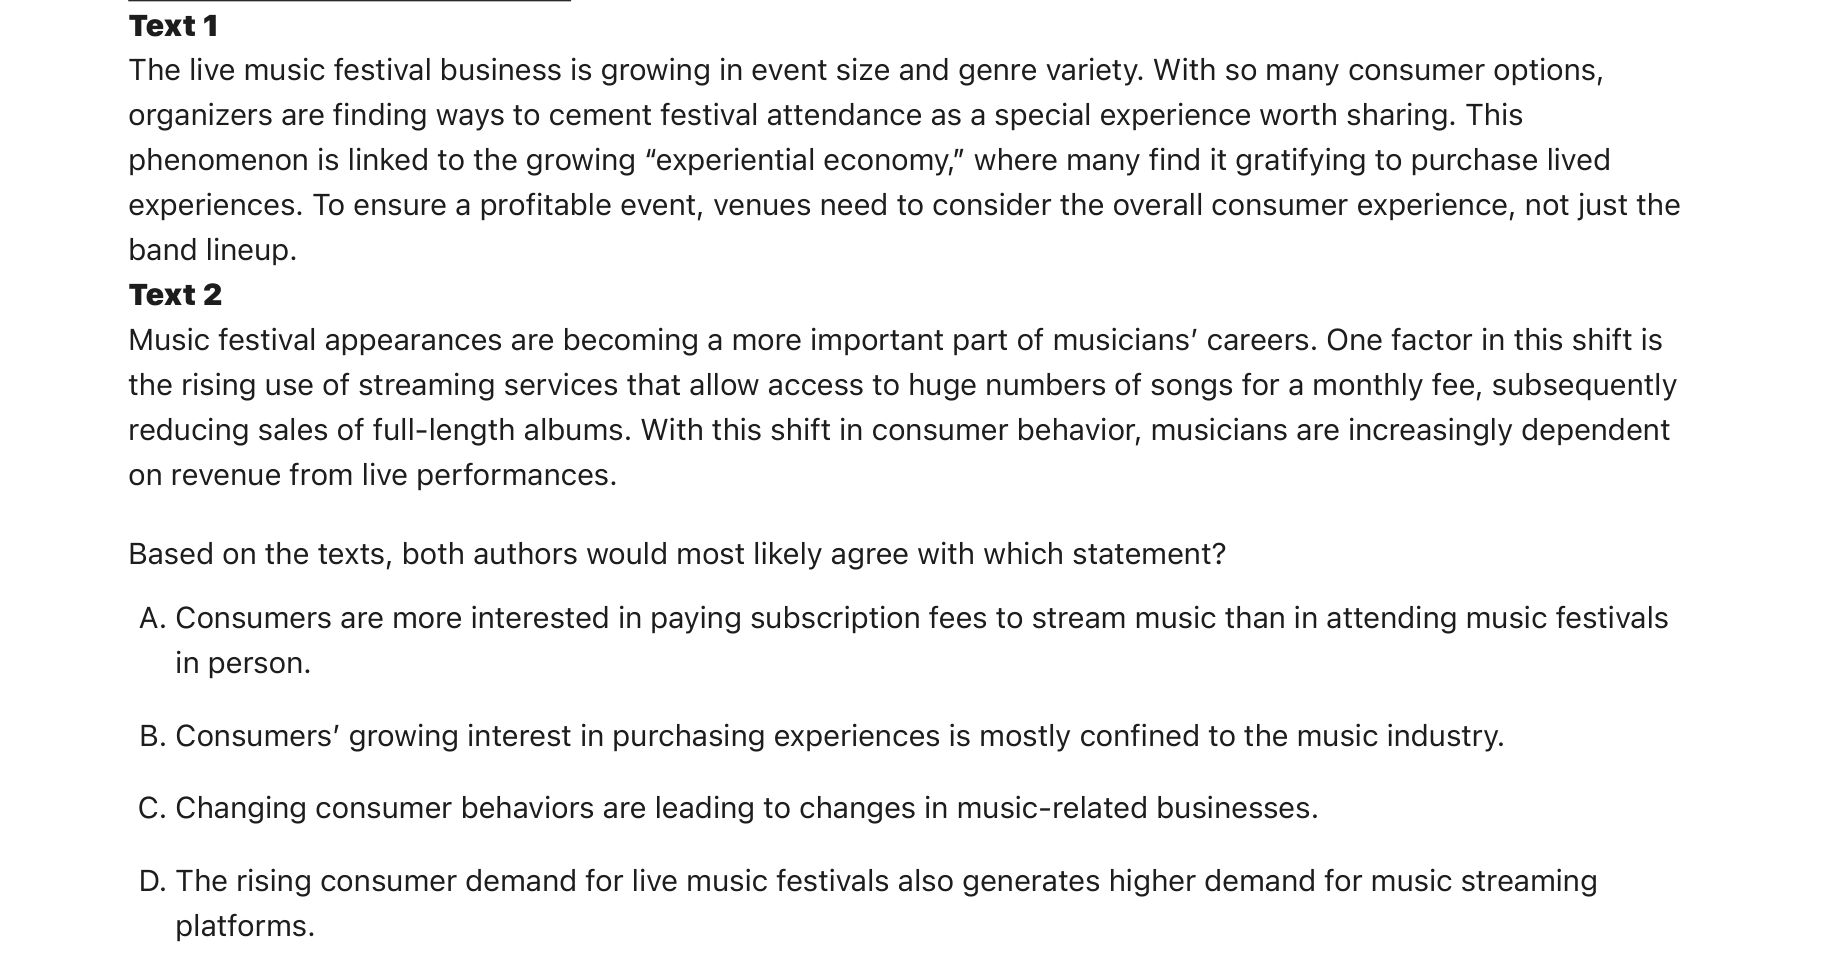 Text 1
The live music festival business is growing in event size and genre variety. With so many consumer options,
organizers are finding ways to cement festival attendance as a special experience worth sharing. This
phenomenon is linked to the growing “experiential economy,” where many find it gratifying to purchase lived
experiences. To ensure a profitable event, venues need to consider the overall consumer experience, not just the
band lineup.
Text 2
Music festival appearances are becoming a more important part of musicians’ careers. One factor in this shift is
the rising use of streaming services that allow access to huge numbers of songs for a monthly fee, subsequently
reducing sales of full-length albums. With this shift in consumer behavior, musicians are increasingly dependent
on revenue from live performances.
Based on the texts, both authors would most likely agree with which statement?
A. Consumers are more interested in paying subscription fees to stream music than in attending music festivals
in person.
B. Consumers’ growing interest in purchasing experiences is mostly confined to the music industry.
C. Changing consumer behaviors are leading to changes in music-related businesses.
D. The rising consumer demand for live music festivals also generates higher demand for music streaming
platforms.